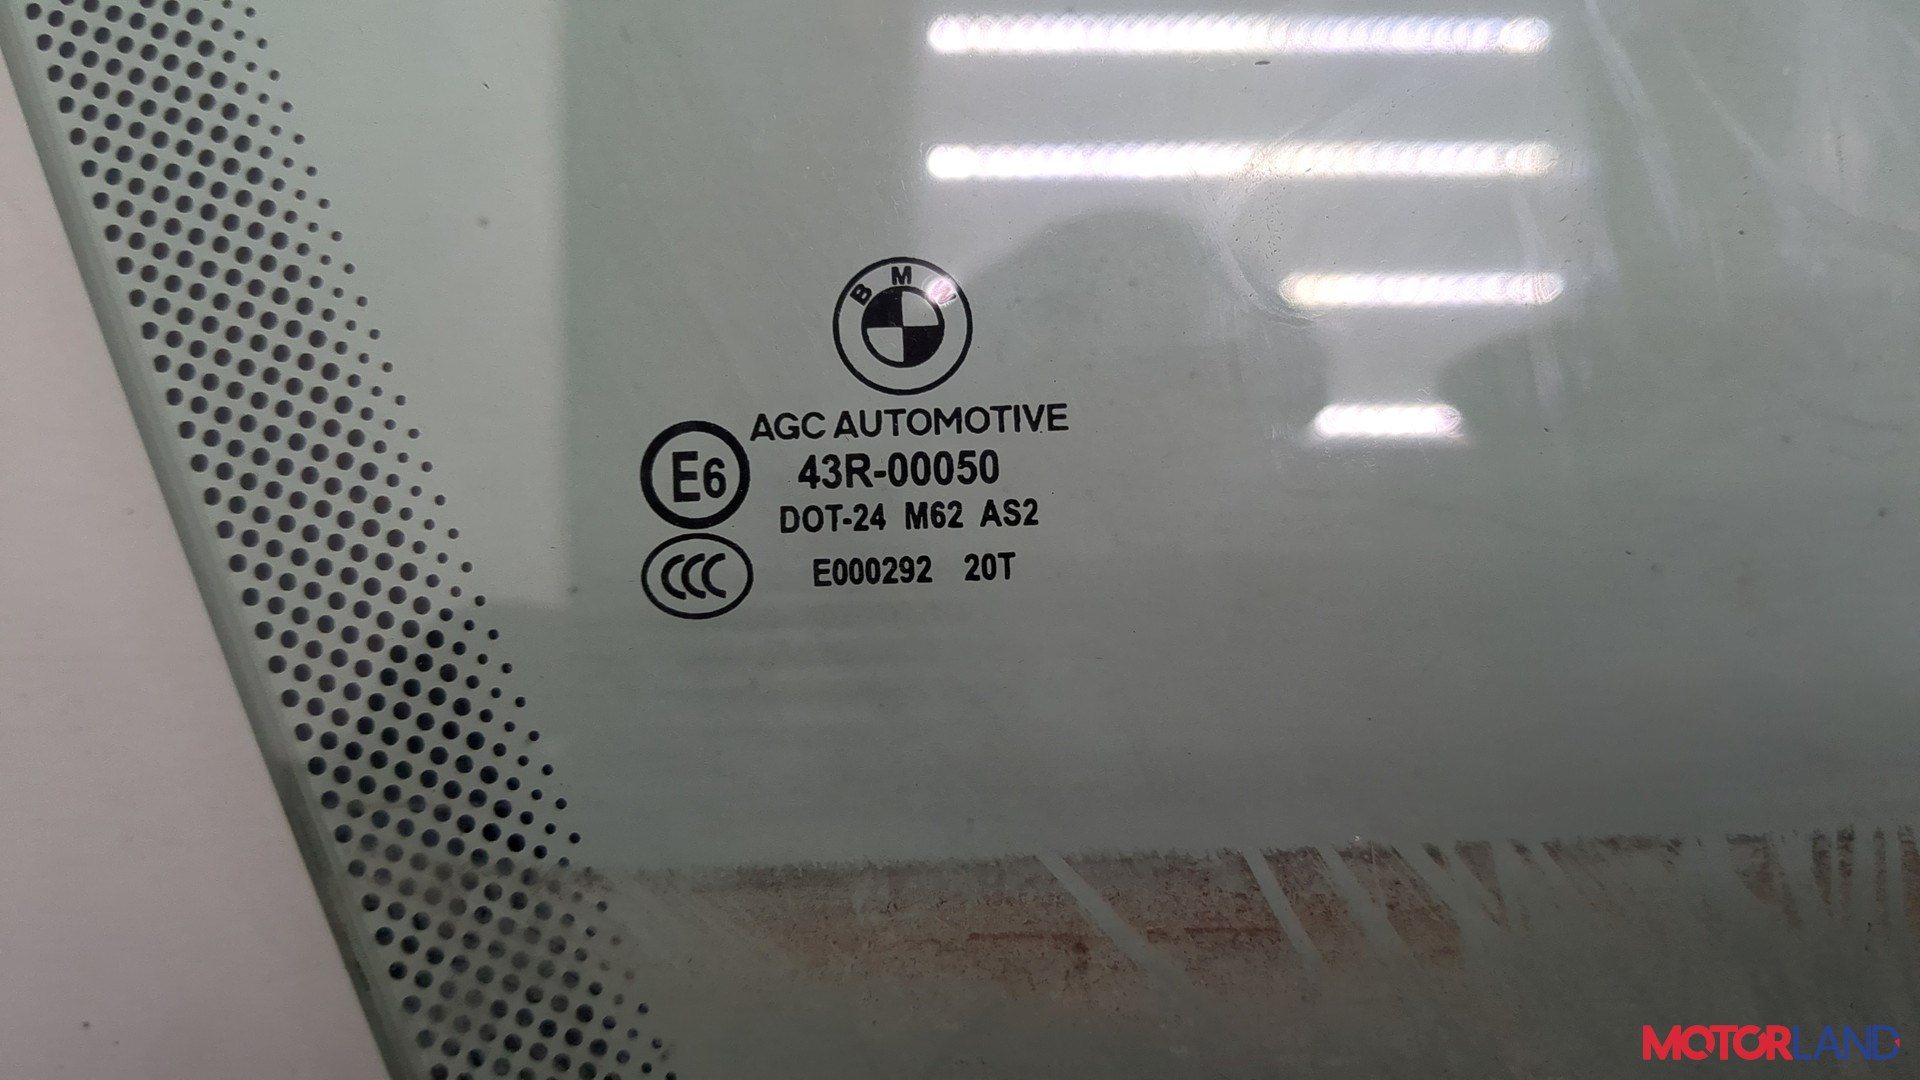 BMW
AGC AUTOMOTIVE
E6
43R-00050
DOT-24 M62 AS2
CCC
E000292 20T
MOTORLAND